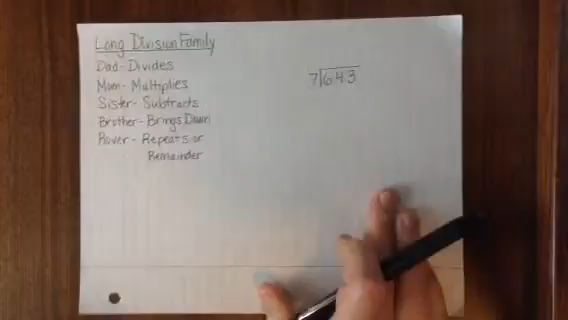 Long Division Family
Dad- Divides
Mom- Multiplies
Sister- Subtracts
Brother- Brings Down
Rover- Repeats or
Remainder
7)643